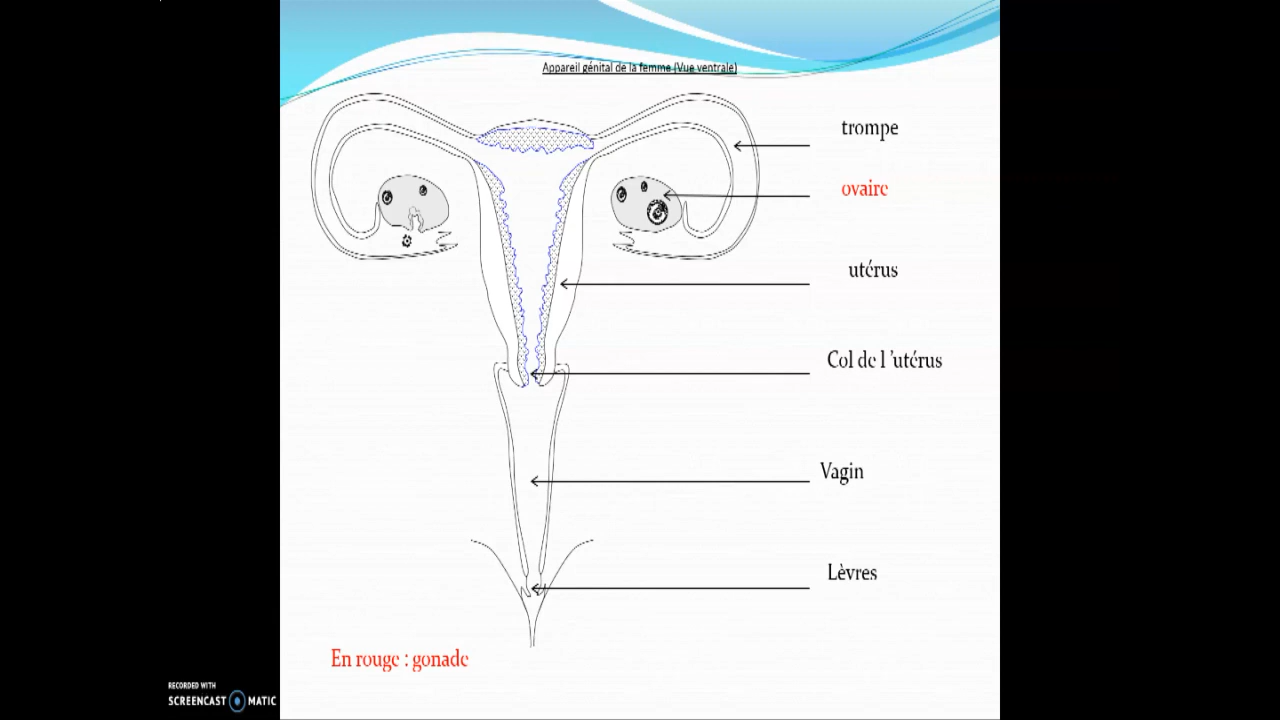 Appareil génital de la femme (Vue ventrale)
trompe
ovaire
utérus
Col de l ’utérus
Vagin
Lèvres
En rouge : gonade
RECORDED WITH
SCREENCAST MATIC